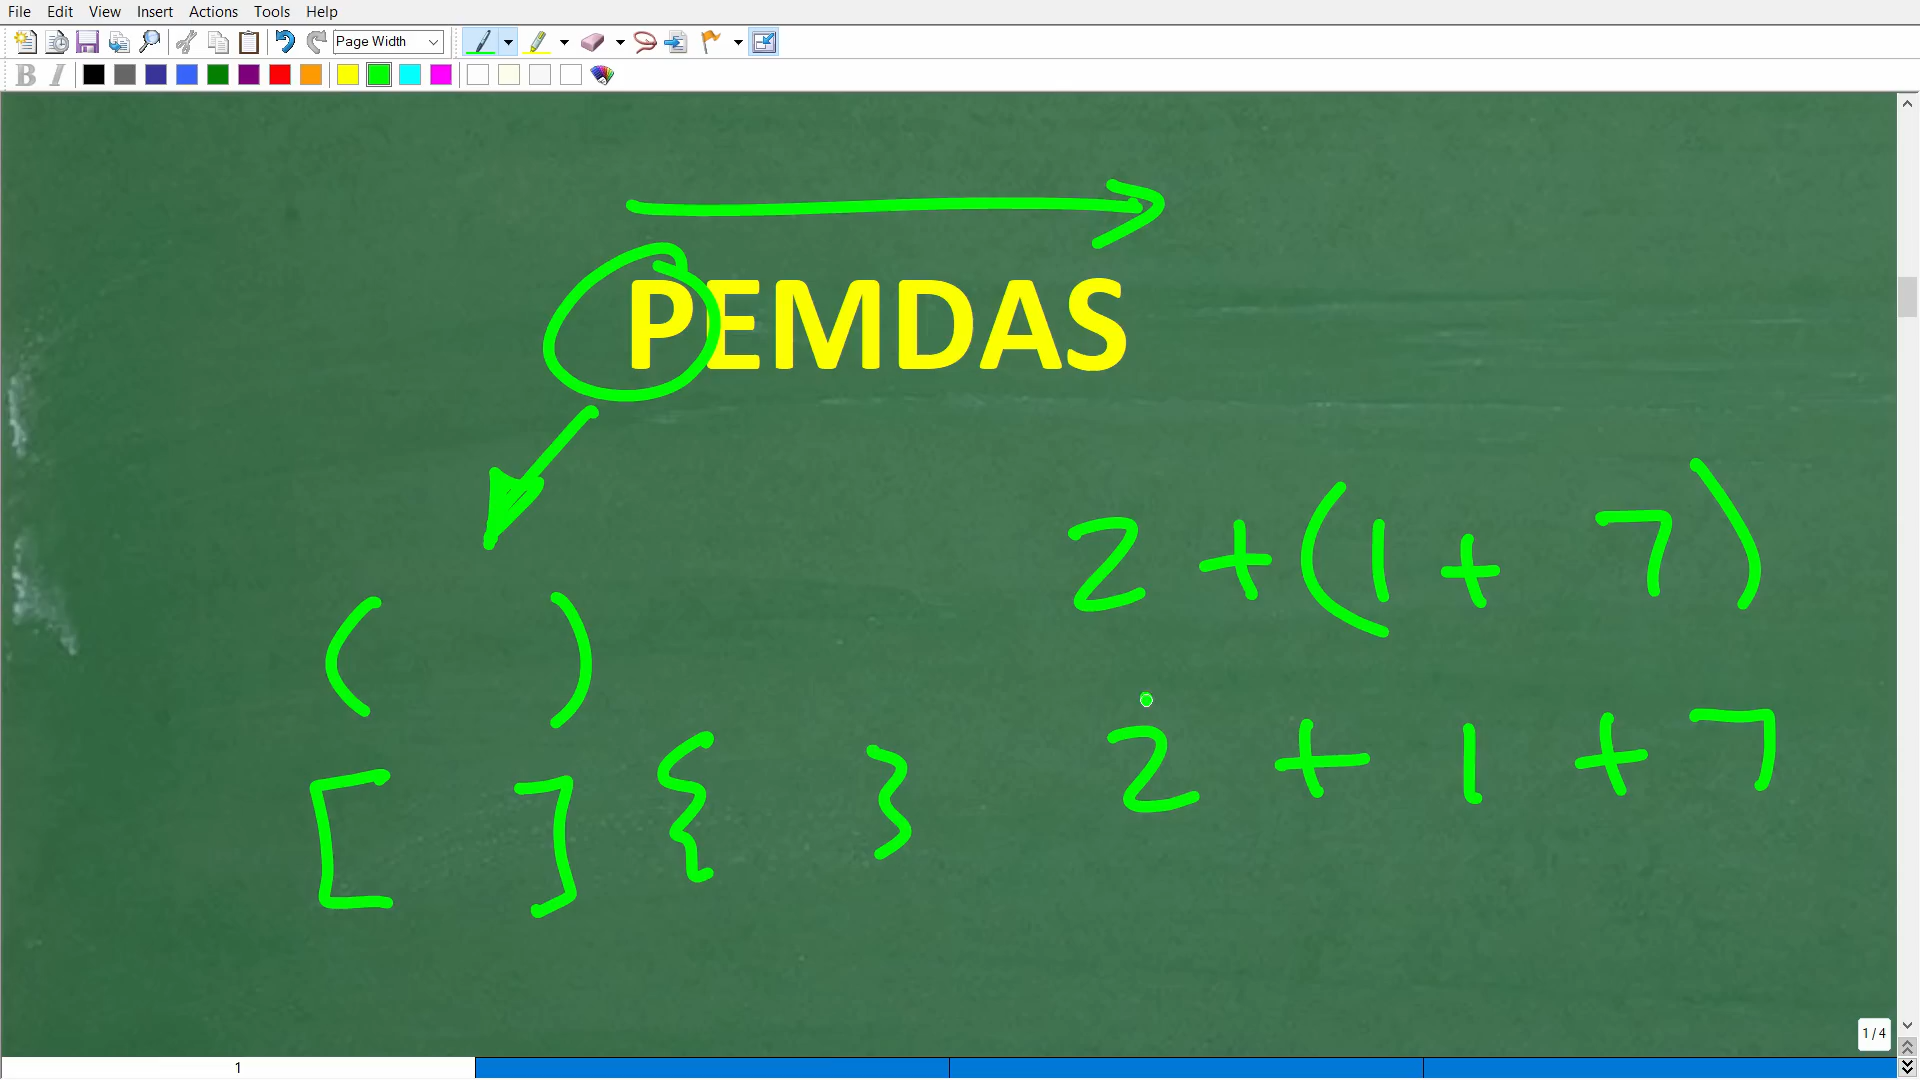 File Edit View Insert Actions Tools Help
Page Width
B I
PEMDAS
2 + (1 + 7)
( )
2 + 1 + 7
[ ] { }
1 / 4
1